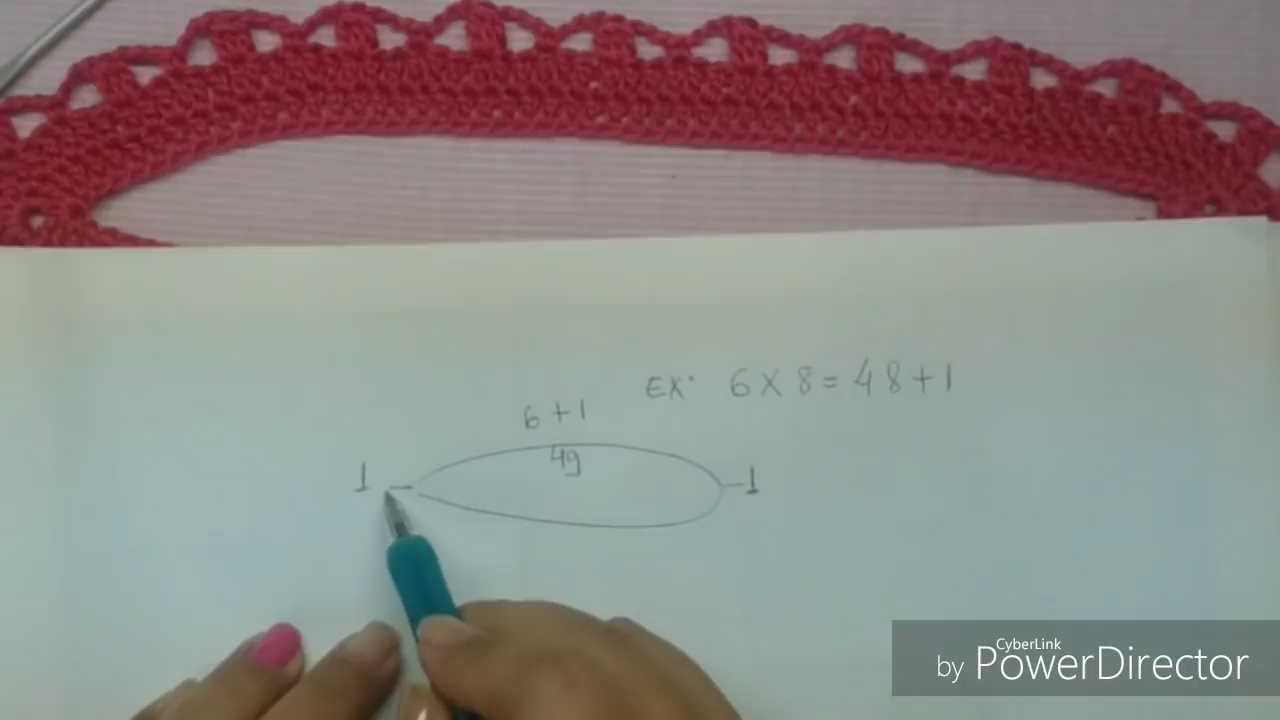 EX: 6 X 8 = 48 + 1
6 + 1
49
1
1
CyberLink
by PowerDirector